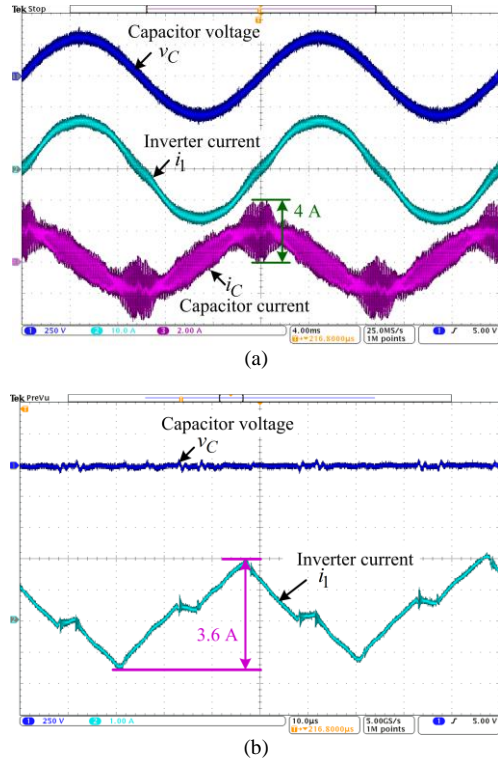 Tek Stop
Capacitor voltage
vC
Inverter current
i1
4 A
iC
Capacitor current
1 250 V 2 10.0 A 3 2.00 A 4.00ms 25.0MS/s 1 5.00 V
216.8000µs 1M points
(a)
Tek PreVu
Capacitor voltage
vC
Inverter current
i1
3.6 A
1 250 V 2 1.00 A 10.0µs 5.00GS/s 1 5.00 V
216.8000µs 1M points
(b)